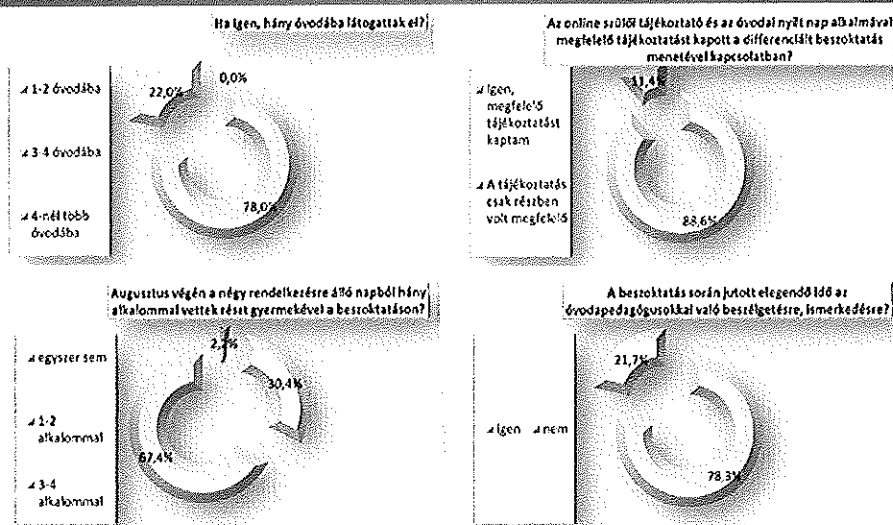 Ha igen, hány óvodába látogattak el?
1-2 óvodába
3-4 óvodába
4-nél több
óvodába
22,0%
0,0%
78,0%
Az online szülői tájékoztató és az óvodai nyílt nap alkalmával
megfelelő tájékoztatást kapott a differenciált beszoktatás
menetével kapcsolatban?
Igen,
megfelelő
tájékoztatást
kaptam
A tájékoztatás
csak részben
volt megfelelő
11,4%
88,6%
Augusztus végén a négy rendelkezésre álló napból hány
alkalommal vettek részt gyermekével a beszoktatáson?
egyszer sem
1-2
alkalommal
3-4
alkalommal
2,2%
30,4%
67,4%
A beszoktatás során jutott elegendő idő az
óvodapedagógusokkal való beszélgetésre, ismerkedésre?
igen nem
21,7%
78,3%